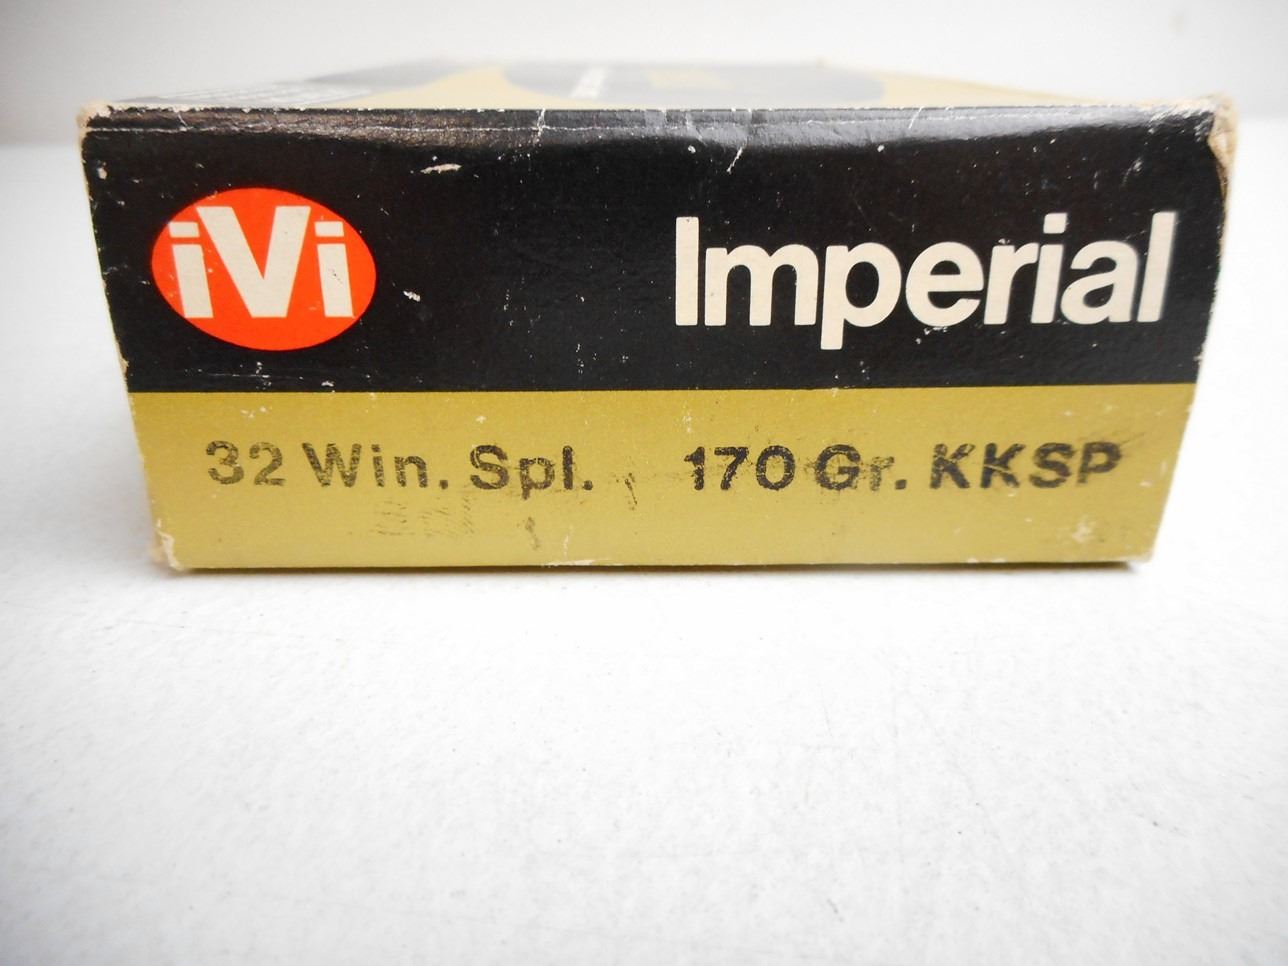 iVi
Imperial
32 Win. Spl. 170 Gr. KKSP